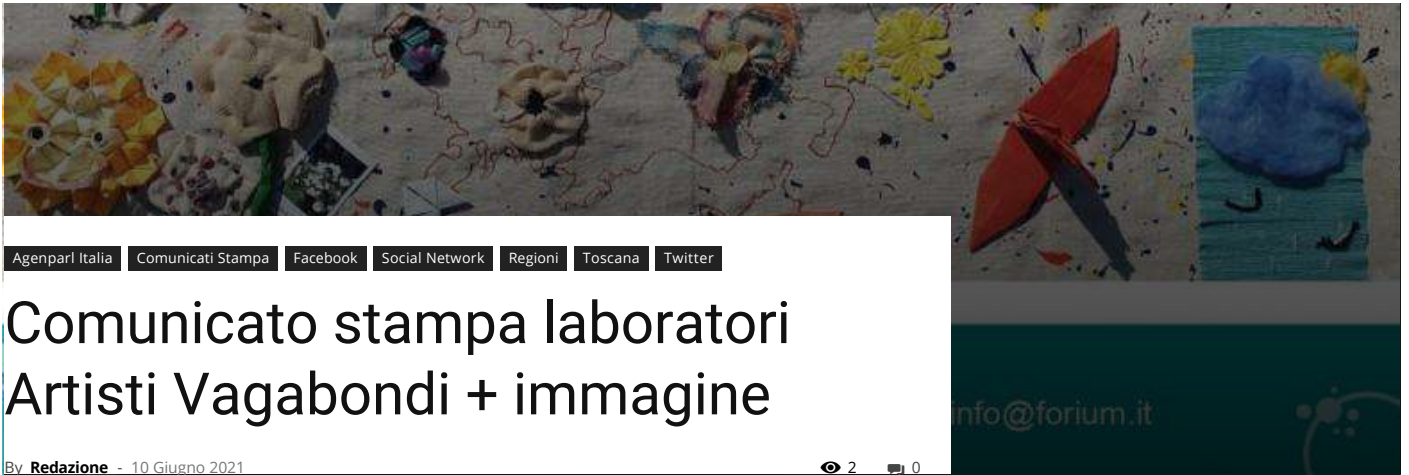 Agenparl Italia Comunicati Stampa Facebook Social Network Regioni Toscana Twitter
Comunicato stampa laboratori
Artisti Vagabondi + immagine
info@forium.it
By Redazione - 10 Giugno 2021 2 0